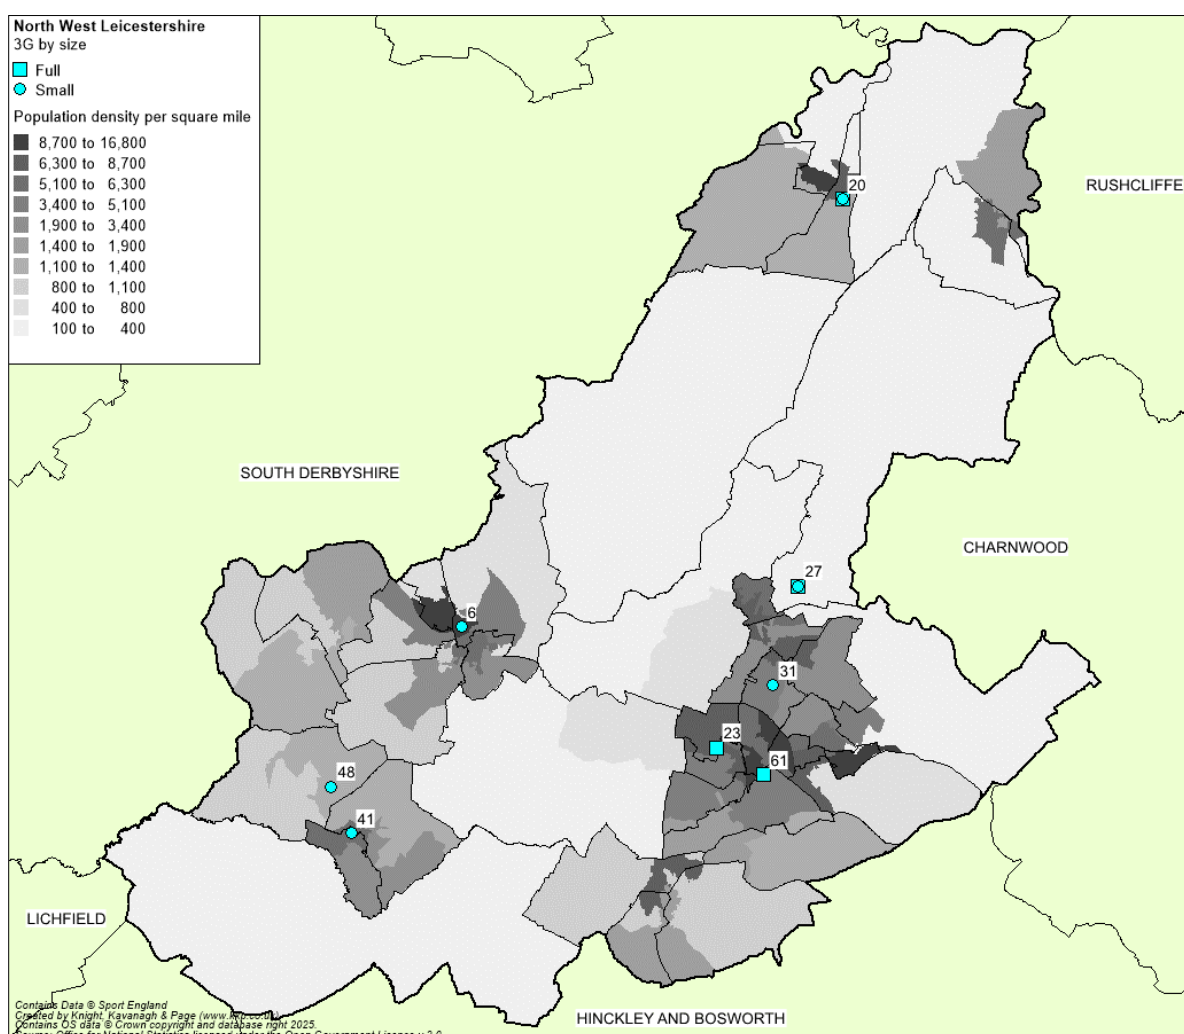 North West Leicestershire
3G by size
Full
Small
Population density per square mile
8,700 to 16,800
6,300 to 8,700
5,100 to 6,300
3,400 to 5,100
1,900 to 3,400
1,400 to 1,900
1,100 to 1,400
800 to 1,100
400 to 800
100 to 400
20
RUSHCLIFFE
SOUTH DERBYSHIRE
CHARNWOOD
27
6
31
23
61
48
41
LICHFIELD
HINCKLEY AND BOSWORTH
Contains Data © Sport England
Created by Knight, Kavanagh & Page (www.kkp.co.uk)
Contains OS data © Crown copyright and database right 2025.